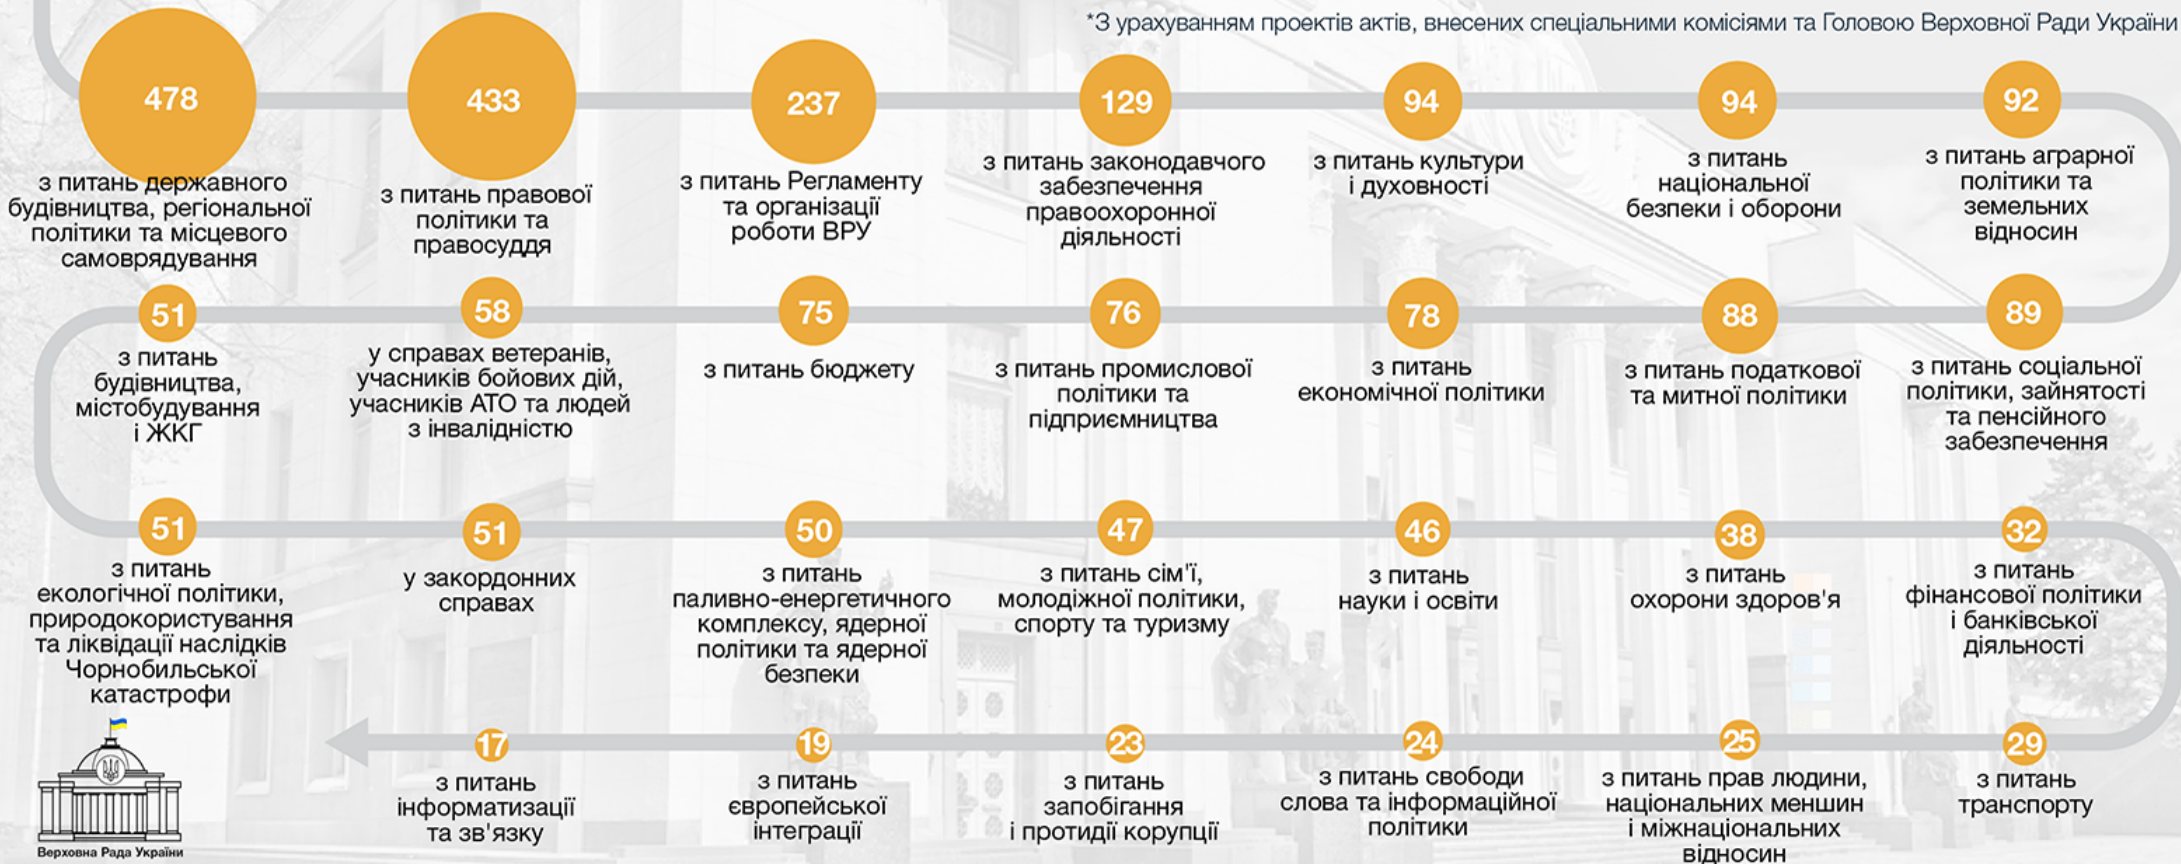 *З урахуванням проектів актів, внесених спеціальними комісіями та Головою Верховної Ради України
478
з питань державного
будівництва, регіональної
політики та місцевого
самоврядування
433
з питань правової
політики та
правосуддя
237
з питань Регламенту
та організації
роботи ВРУ
129
з питань законодавчого
забезпечення
правоохоронної
діяльності
94
з питань культури
і духовності
94
з питань
національної
безпеки і оборони
92
з питань аграрної
політики та
земельних
відносин
51
з питань
будівництва,
містобудування
і ЖКГ
58
у справах ветеранів,
учасників бойових дій,
учасників АТО та людей
з інвалідністю
75
з питань бюджету
76
з питань промислової
політики та
підприємництва
78
з питань
економічної політики
88
з питань податкової
та митної політики
89
з питань соціальної
політики, зайнятості
та пенсійного
забезпечення
51
з питань
екологічної політики,
природокористування
та ліквідації наслідків
Чорнобильської
катастрофи
51
у закордонних
справах
50
з питань
паливно-енергетичного
комплексу, ядерної
політики та ядерної
безпеки
47
з питань сім'ї,
молодіжної політики,
спорту та туризму
46
з питань
науки і освіти
38
з питань
охорони здоров'я
32
з питань
фінансової політики
і банківської
діяльності
Верховна Рада України
17
з питань
інформатизації
та зв'язку
19
з питань
європейської
інтеграції
23
з питань
запобігання
і протидії корупції
24
з питань свободи
слова та інформаційної
політики
25
з питань прав людини,
національних меншин
і міжнаціональних
відносин
29
з питань
транспорту